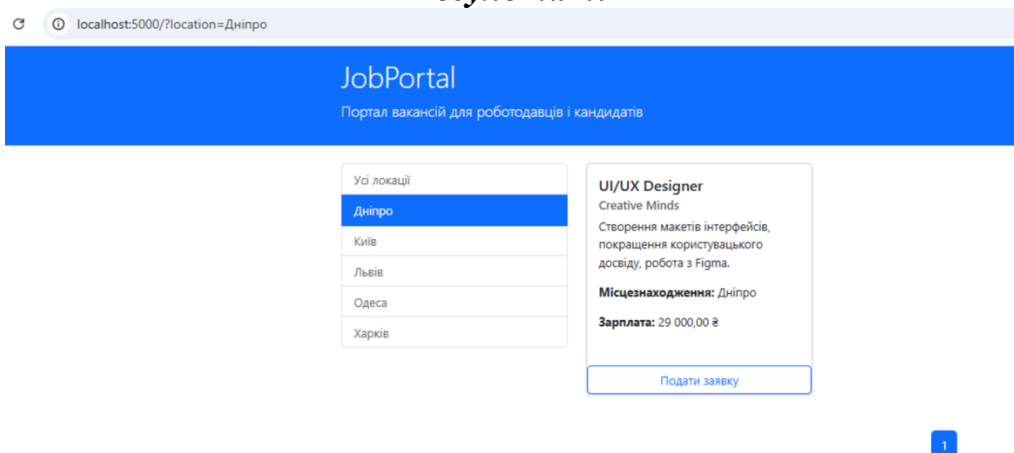 localhost:5000/?location=Дніпро
JobPortal
Портал вакансій для роботодавців і кандидатів
Усі локації
Дніпро
Київ
Львів
Одеса
Харків
UI/UX Designer
Creative Minds
Створення макетів інтерфейсів,
покращення користувацького
досвіду, робота з Figma.
Місцезнаходження: Дніпро
Зарплата: 29 000,00 ₴
Подати заявку
1